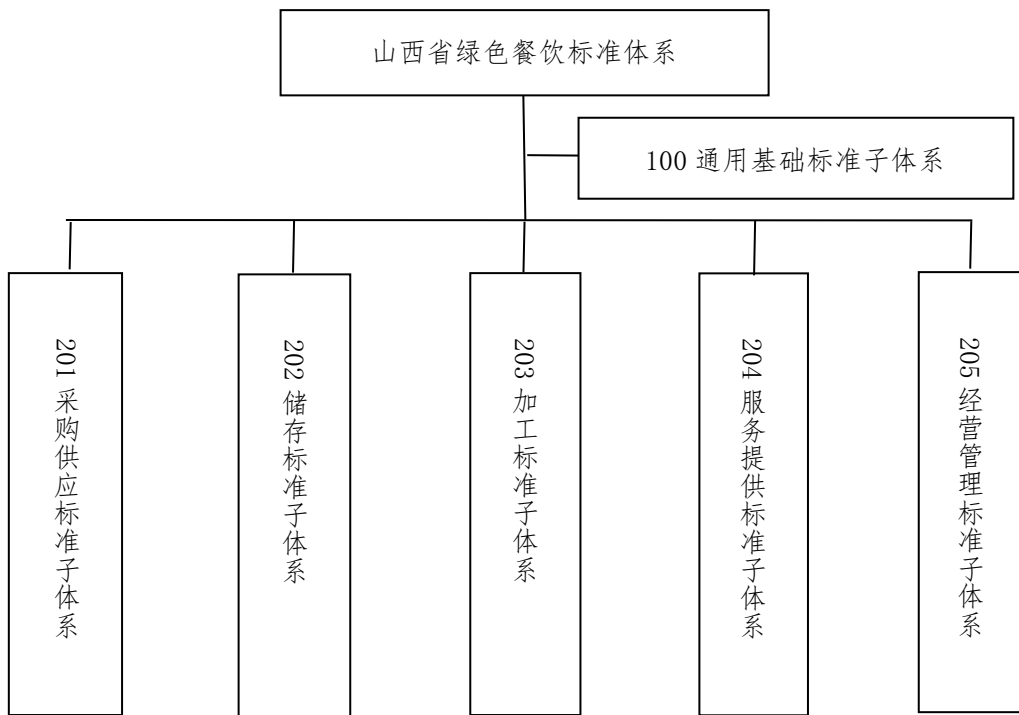 山西省绿色餐饮标准体系
100 通用基础标准子体系
201 采购供应标准子体系
202 储存标准子体系
203 加工标准子体系
204 服务提供标准子体系
205 经营管理标准子体系